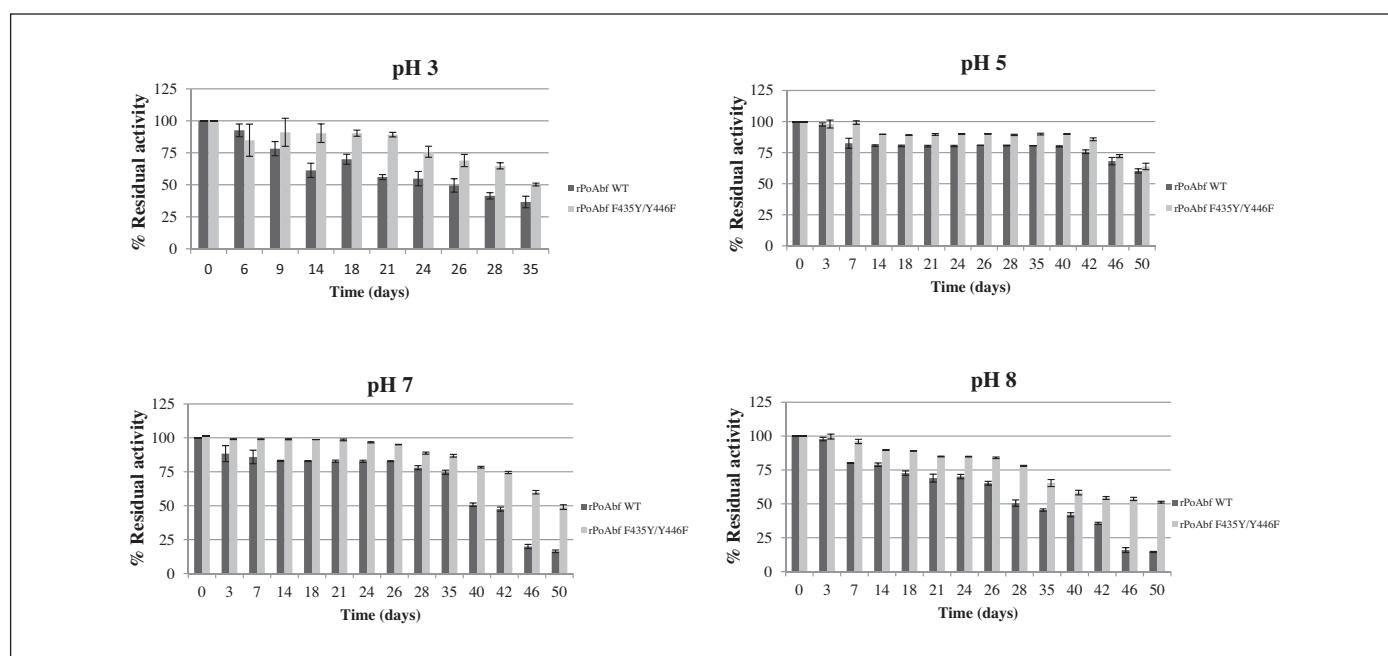 pH 3
125
100
75
50
25
0
% Residual activity
0 6 9 14 18 21 24 26 28 35
Time (days)
rPoAbf WT
rPoAbf F435Y/Y446F
pH 5
125
100
75
50
25
0
% Residual activity
0 3 7 14 18 21 24 26 28 35 40 42 46 50
Time (days)
rPoAbf WT
rPoAbf F435Y/Y446F
pH 7
125
100
75
50
25
0
% Residual activity
0 3 7 14 18 21 24 26 28 35 40 42 46 50
Time (days)
rPoAbf WT
rPoAbf F435Y/Y446F
pH 8
125
100
75
50
25
0
% Residual activity
0 3 7 14 18 21 24 26 28 35 40 42 46 50
Time (days)
rPoAbf WT
rPoAbf F435Y/Y446F